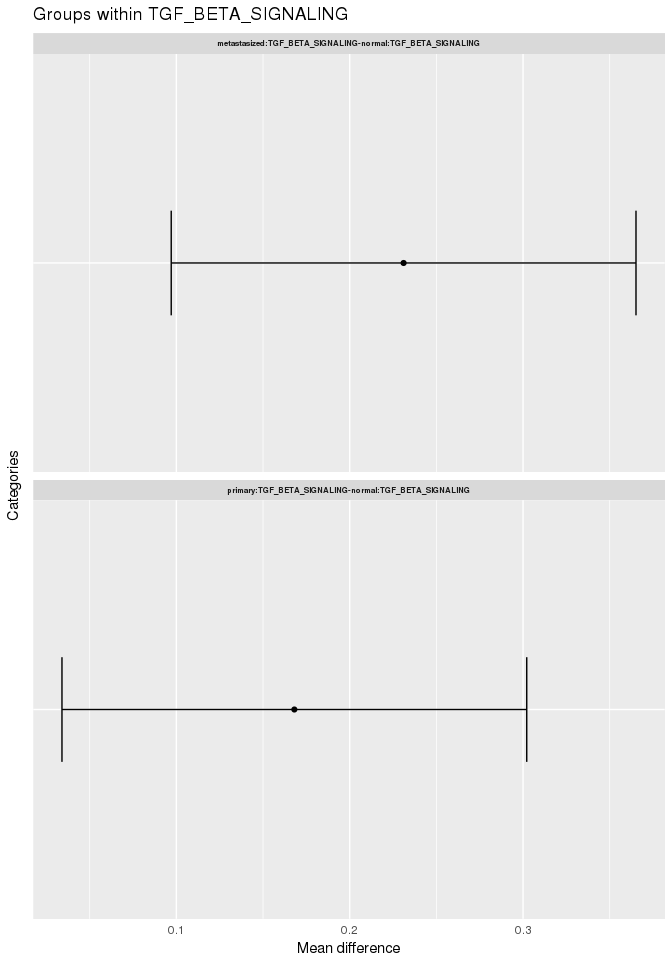 Groups within TGF_BETA_SIGNALING
metastasized:TGF_BETA_SIGNALING-normal:TGF_BETA_SIGNALING
Categories
primary:TGF_BETA_SIGNALING-normal:TGF_BETA_SIGNALING
0.1 0.2 0.3
Mean difference